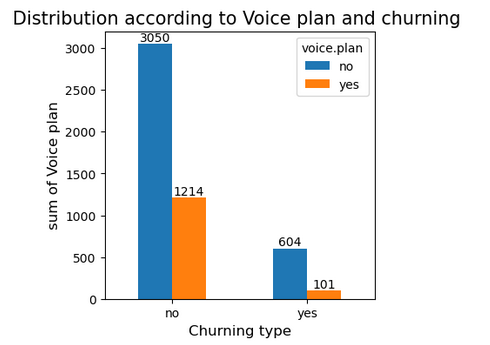 Distribution according to Voice plan and churning
3050
3000
voice.plan
no
yes
2500
sum of Voice plan
2000
1500
1214
1000
604
500
101
0
no
yes
Churning type